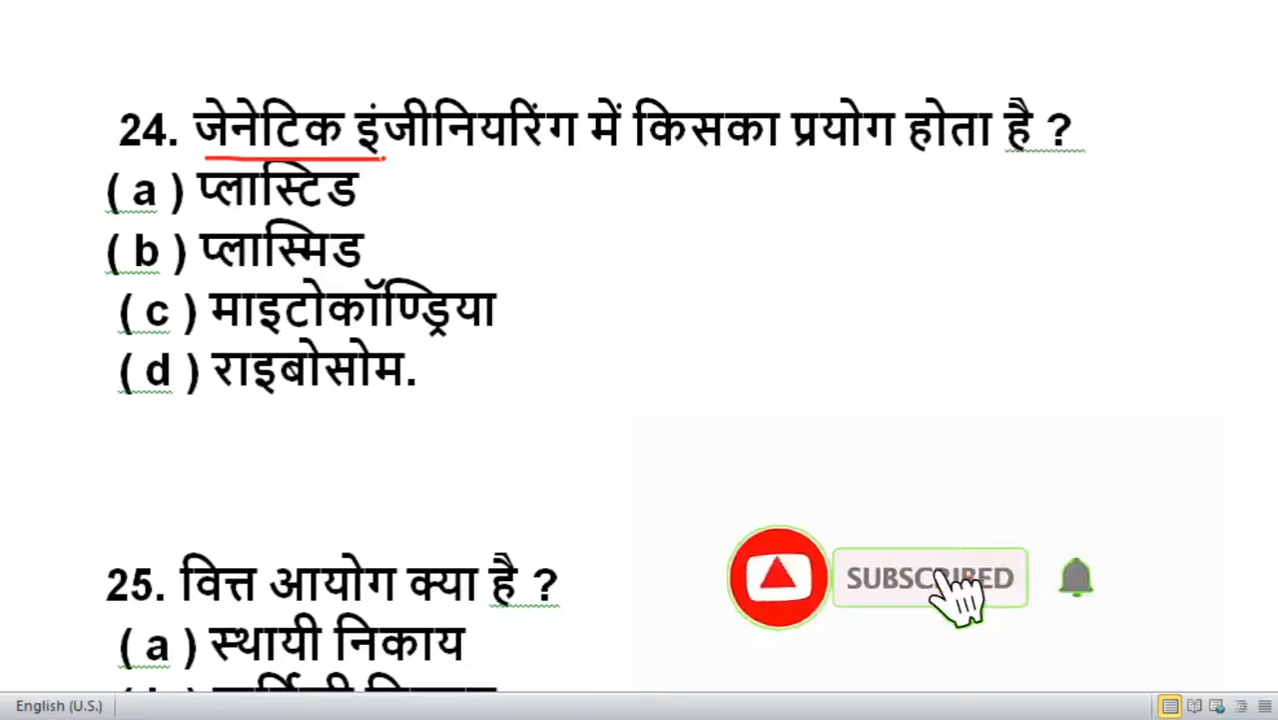 24. जेनेटिक इंजीनियरिंग में किसका प्रयोग होता है ?
( a ) प्लास्टिड
( b ) प्लास्मिड
( c ) माइटोकॉण्ड्रिया
( d ) राइबोसोम.
25. वित्त आयोग क्या है ?
( a ) स्थायी निकाय
SUBSCRIBED
English (U.S.)